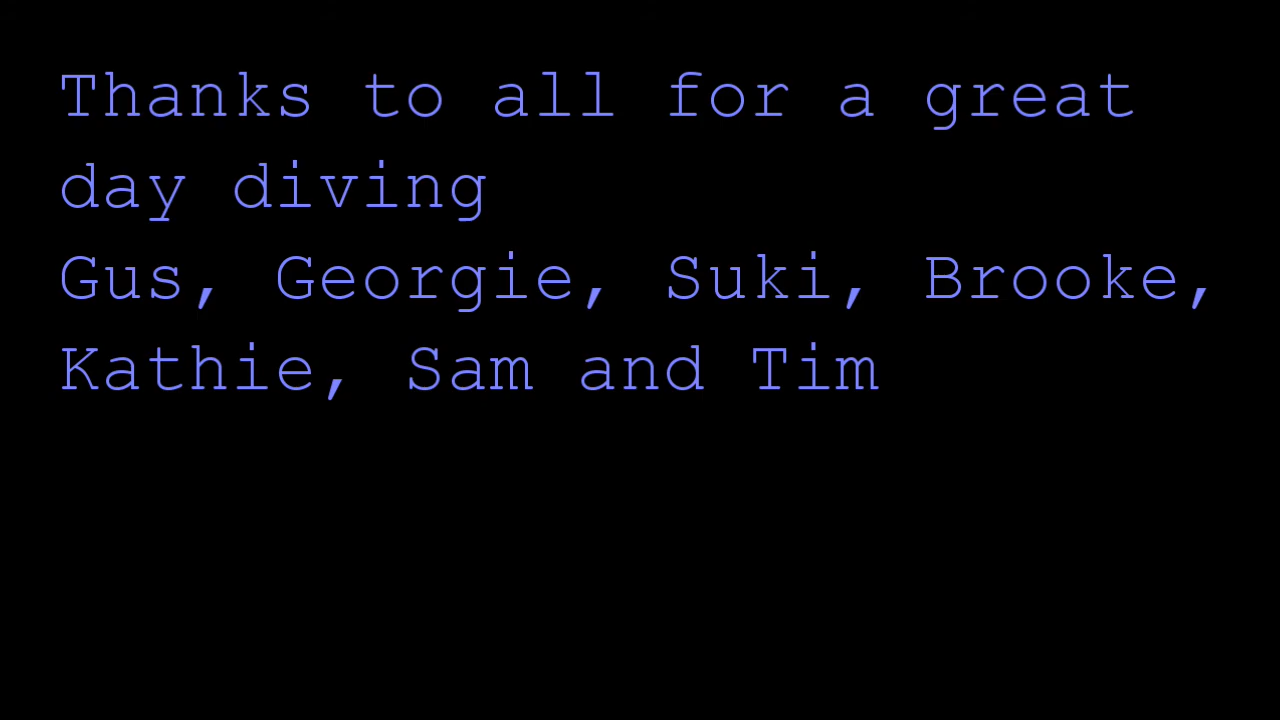 Thanks to all for a great
day diving
Gus, Georgie, Suki, Brooke,
Kathie, Sam and Tim